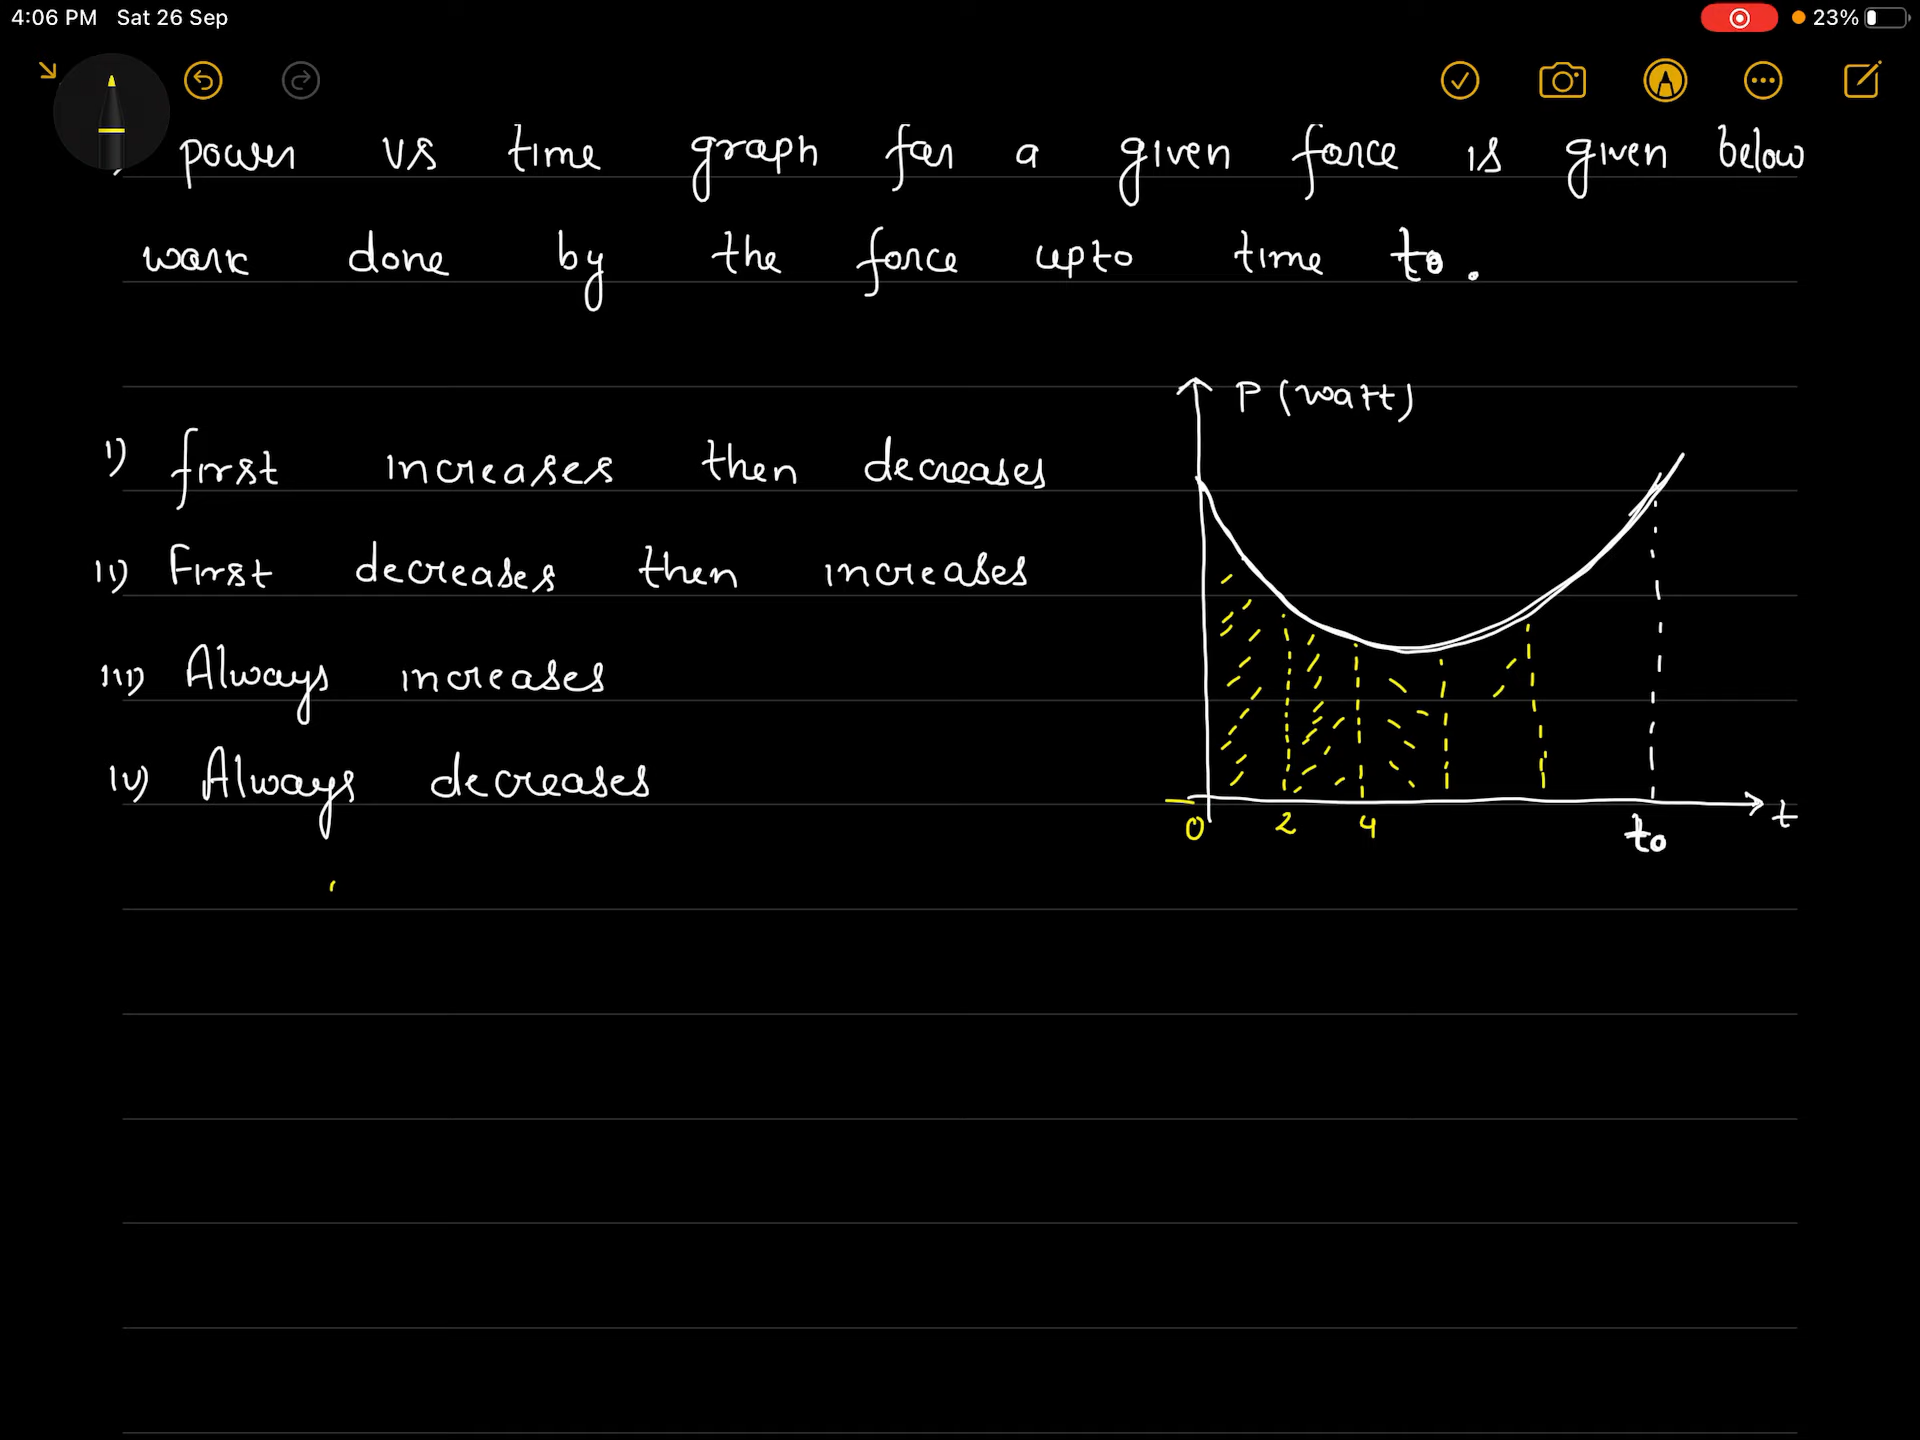 4:06 PM Sat 26 Sep
23%
power vs time graph for a given force is given below
work done by the force upto time to.
P (watt)
i) first increases then decreases
ii) First decreases then increases
iii) Always increases
iv) Always decreases
0 2 4 to t